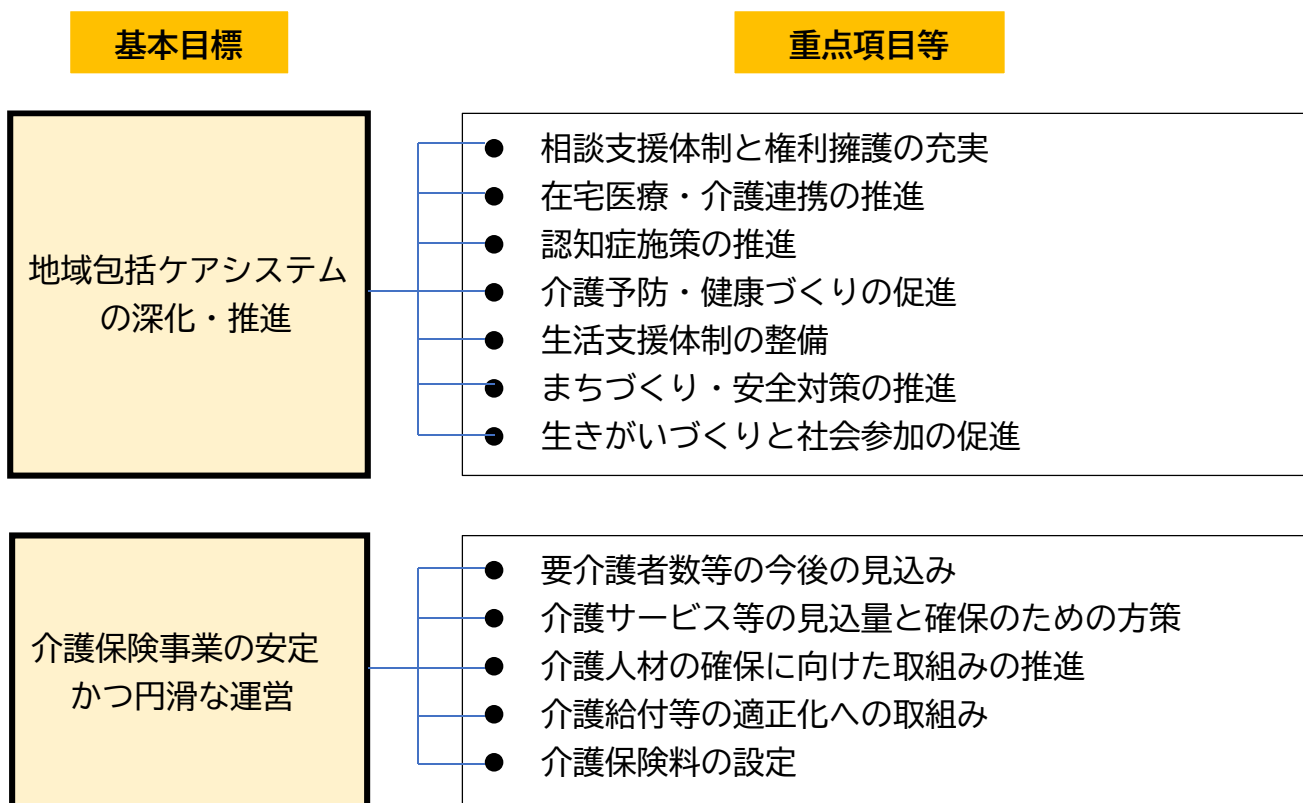 基本目標
重点項目等
地域包括ケアシステム
の深化・推進
● 相談支援体制と権利擁護の充実
● 在宅医療・介護連携の推進
● 認知症施策の推進
● 介護予防・健康づくりの促進
● 生活支援体制の整備
● まちづくり・安全対策の推進
● 生きがいづくりと社会参加の促進
介護保険事業の安定
かつ円滑な運営
● 要介護者数等の今後の見込み
● 介護サービス等の見込量と確保のための方策
● 介護人材の確保に向けた取組みの推進
● 介護給付等の適正化への取組み
● 介護保険料の設定